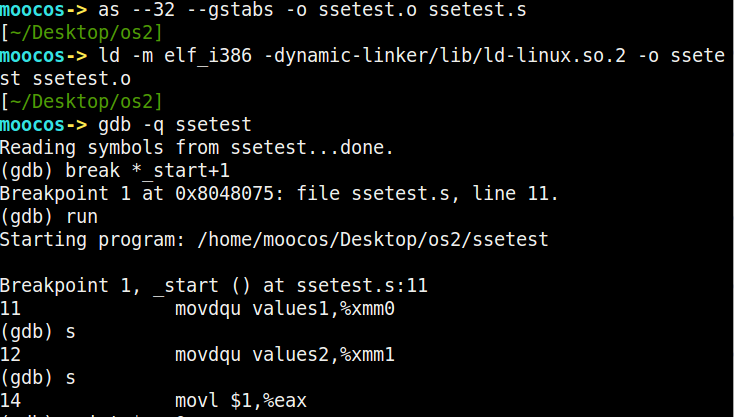 moocos-> as --32 --gstabs -o ssetest.o ssetest.s
[~/Desktop/os2]
moocos-> ld -m elf_i386 -dynamic-linker/lib/ld-linux.so.2 -o ssete
st ssetest.o
[~/Desktop/os2]
moocos-> gdb -q ssetest
Reading symbols from ssetest...done.
(gdb) break *_start+1
Breakpoint 1 at 0x8048075: file ssetest.s, line 11.
(gdb) run
Starting program: /home/moocos/Desktop/os2/ssetest
Breakpoint 1, _start () at ssetest.s:11
11 movdqu values1,%xmm0
(gdb) s
12 movdqu values2,%xmm1
(gdb) s
14 movl $1,%eax